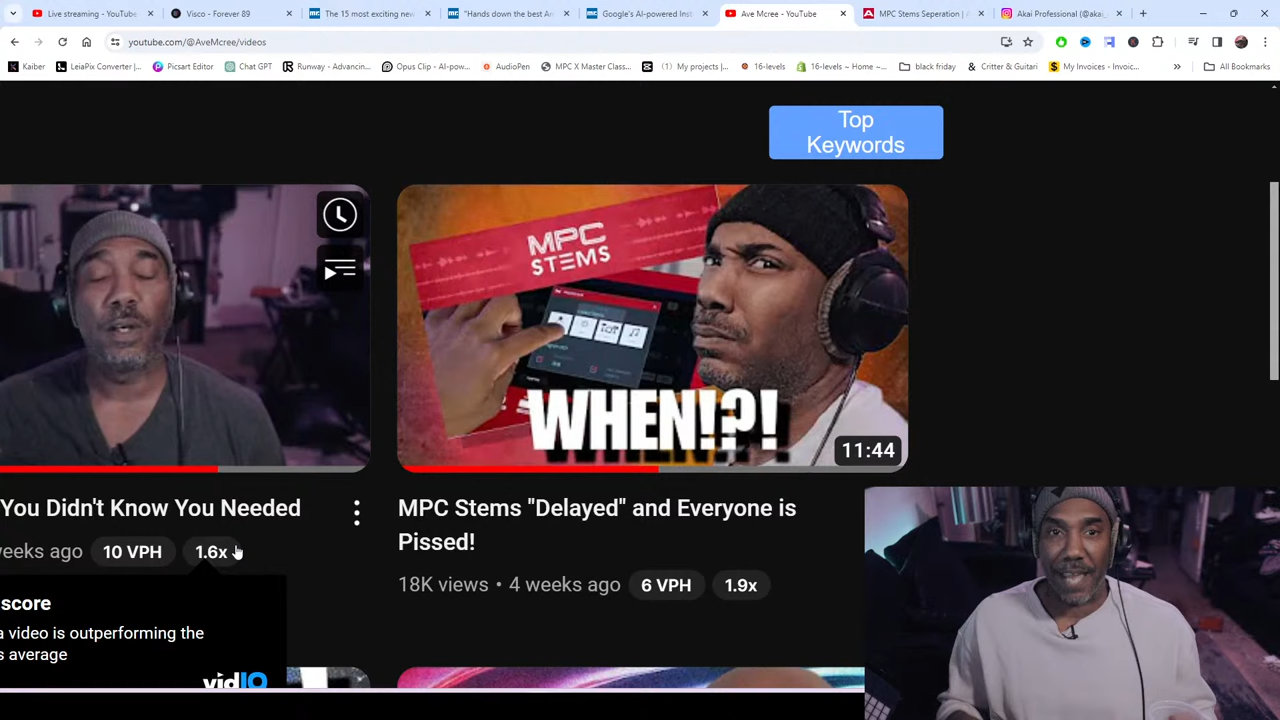 Live streaming - YouTube
Visco - Forever 89
The 15 most exciting new
"Hands down the best Ar
Google's AI-powered Inst
Ave Mcree - YouTube
MPC Stems Seperation | A
Akai Professional (@akai_
youtube.com/@AveMcree/videos
Kaiber
LeiaPix Converter |...
Picsart Editor
Chat GPT
Runway - Advancin...
Opus Clip - AI-pow...
AudioPen
MPC X Master Class...
(1) My projects |...
16-levels
16-levels ~ Home ~...
black friday
Critter & Guitari
My Invoices - Invoic...
All Bookmarks
Top
Keywords
MPC
STEMS
WHEN!?!
11:44
You Didn't Know You Needed
weeks ago
10 VPH
1.6x
score
a video is outperforming the
s average
vidIQ
MPC Stems "Delayed" and Everyone is
Pissed!
18K views • 4 weeks ago
6 VPH
1.9x